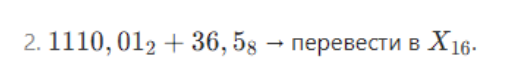 2. 1110, 01₂ + 36, 5₈ → перевести в X₁₆.